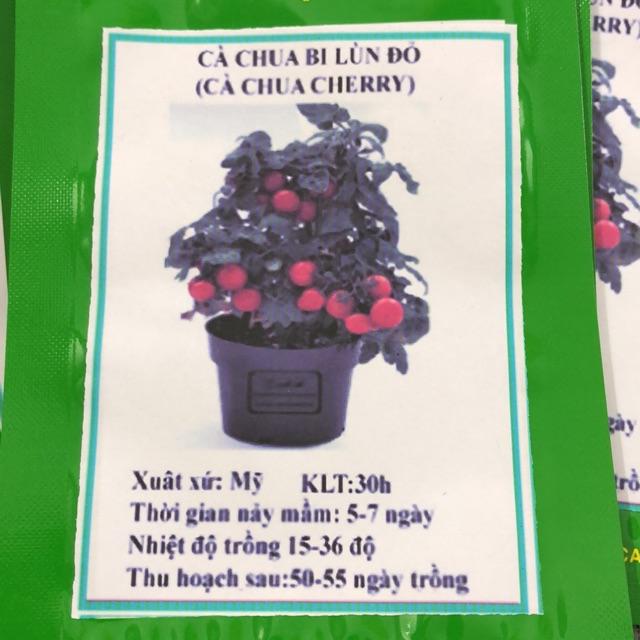 CÀ CHUA BI LÙN ĐỎ
(CÀ CHUA CHERRY)
Xuât xứ: Mỹ KLT:30h
Thời gian nảy mầm: 5-7 ngày
Nhiệt độ trồng 15-36 độ
Thu hoạch sau:50-55 ngày trồng